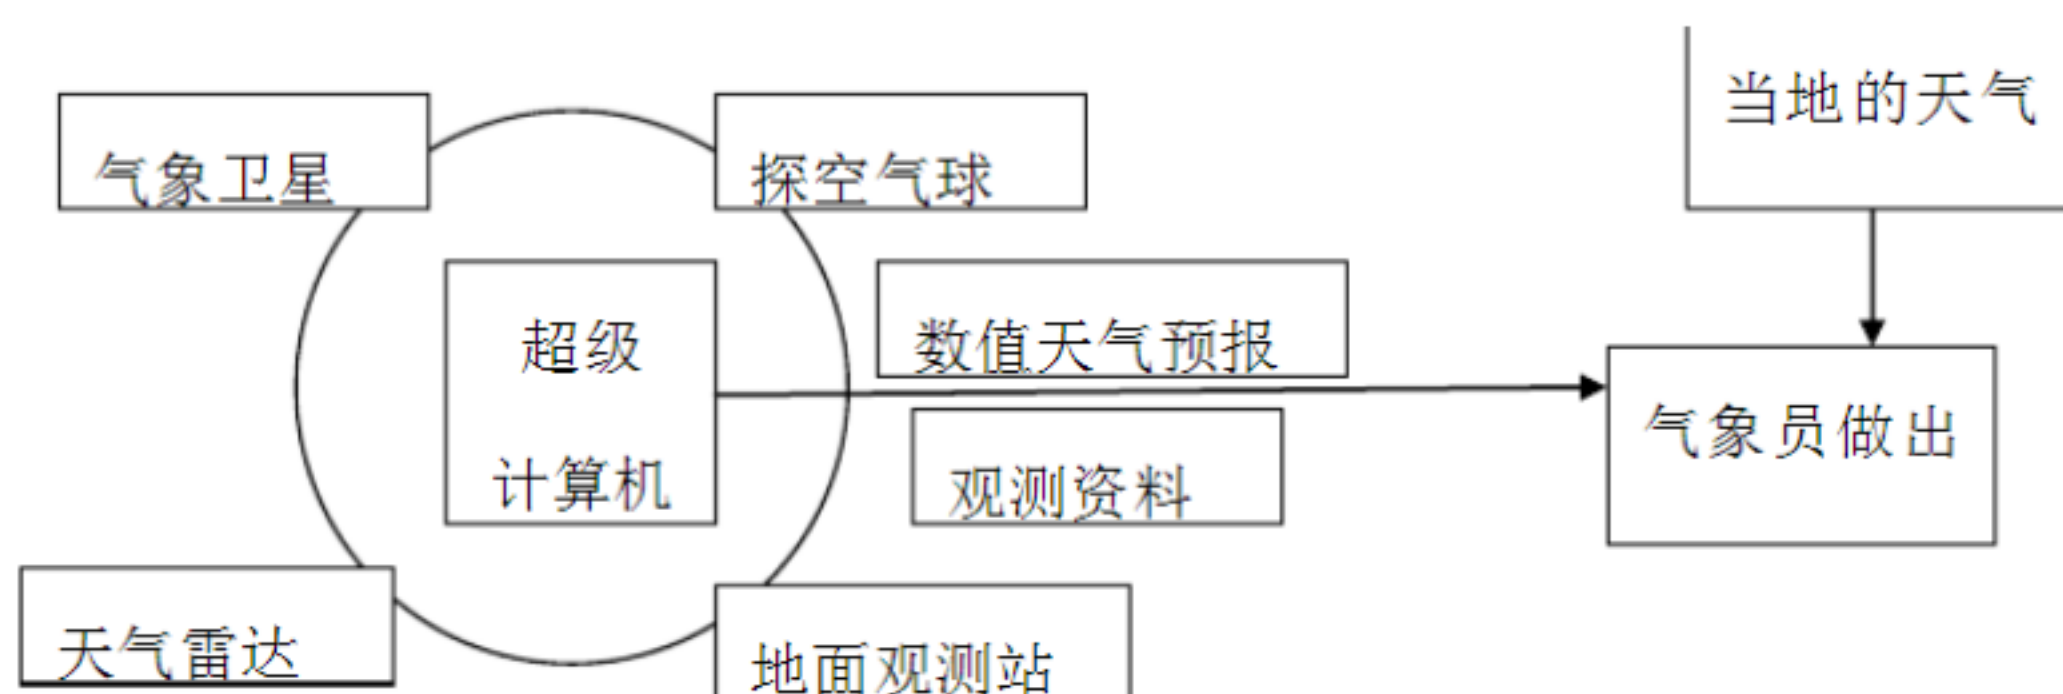 当地的天气
气象卫星
探空气球
超级
计算机
数值天气预报
观测资料
气象员做出
天气雷达
地面观测站